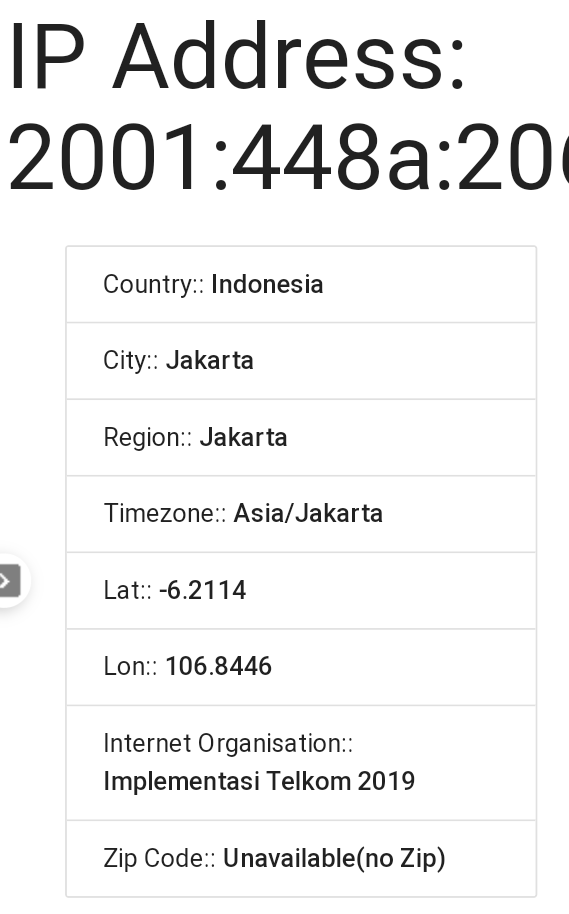 IP Address:
2001:448a:20
Country:: Indonesia
City:: Jakarta
Region:: Jakarta
Timezone:: Asia/Jakarta
Lat:: -6.2114
Lon:: 106.8446
Internet Organisation::
Implementasi Telkom 2019
Zip Code:: Unavailable(no Zip)